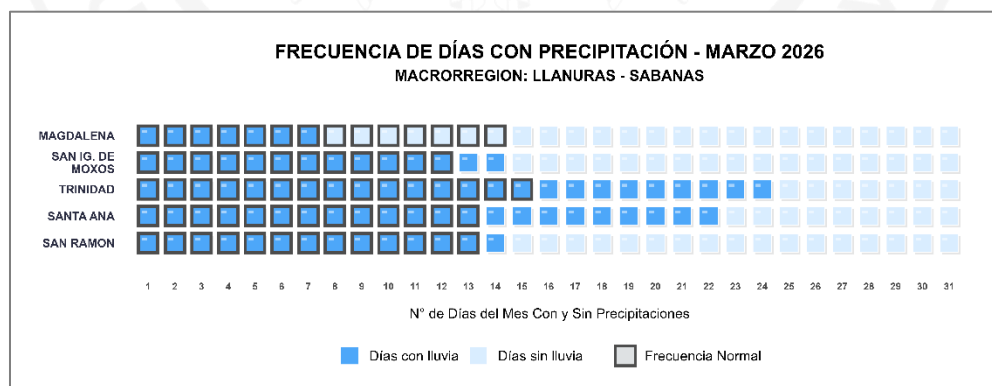 FRECUENCIA DE DÍAS CON PRECIPITACIÓN - MARZO 2026
MACRORREGION: LLANURAS - SABANAS
MAGDALENA
SAN IG. DE
MOXOS
TRINIDAD
SANTA ANA
SAN RAMON
1 2 3 4 5 6 7 8 9 10 11 12 13 14 15 16 17 18 19 20 21 22 23 24 25 26 27 28 29 30 31
N° de Días del Mes Con y Sin Precipitaciones
Días con lluvia Días sin lluvia Frecuencia Normal